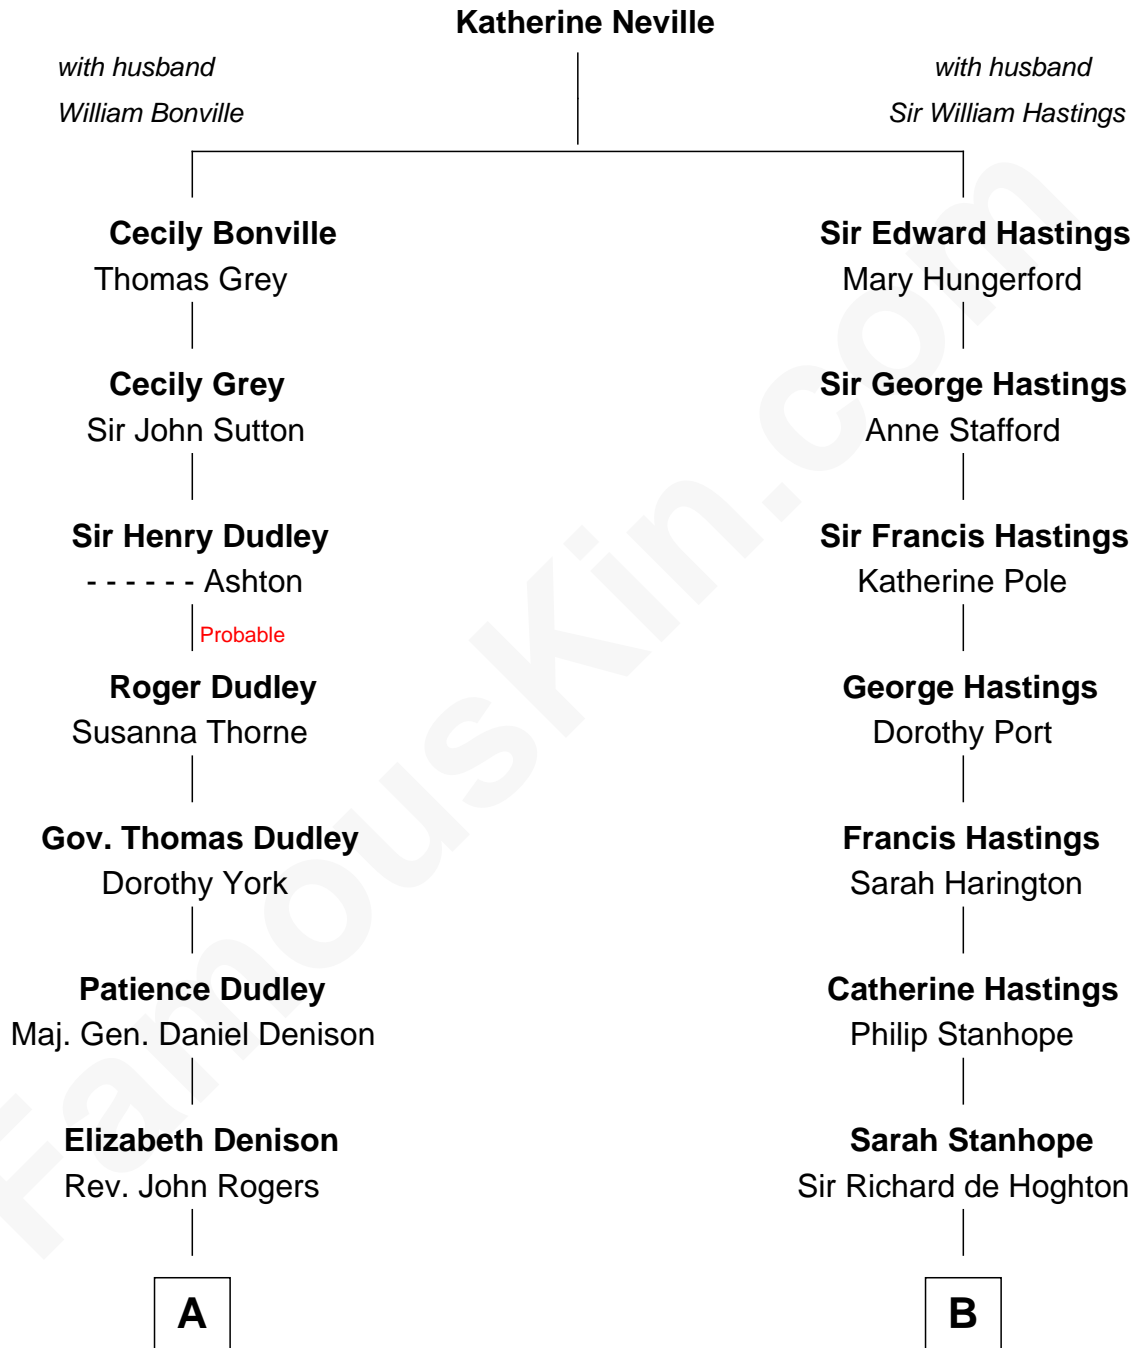 Katherine Neville
with husband
William Bonville
with husband
Sir William Hastings
Cecily Bonville
Thomas Grey
Sir Edward Hastings
Mary Hungerford
Cecily Grey
Sir John Sutton
Sir George Hastings
Anne Stafford
Sir Henry Dudley
- - - - - - Ashton
Sir Francis Hastings
Katherine Pole
Probable
Roger Dudley
Susanna Thorne
George Hastings
Dorothy Port
Gov. Thomas Dudley
Dorothy York
Francis Hastings
Sarah Harington
Patience Dudley
Maj. Gen. Daniel Denison
Catherine Hastings
Philip Stanhope
Elizabeth Denison
Rev. John Rogers
Sarah Stanhope
Sir Richard de Hoghton
A
B
FamousKin.com